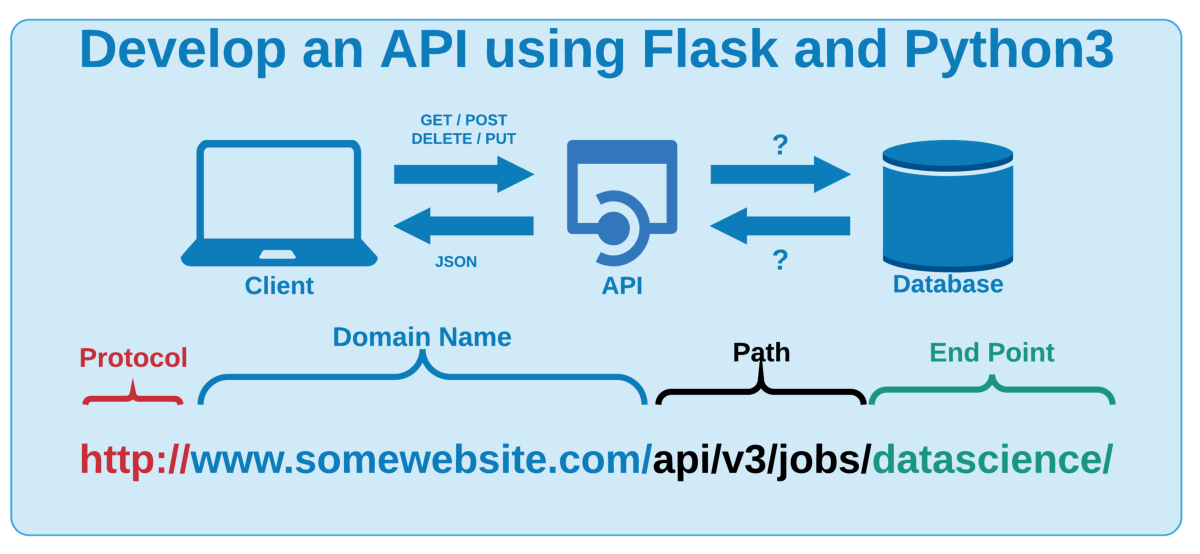 Develop an API using Flask and Python3
GET / POST
DELETE / PUT
?
JSON
?
Client
API
Database
Protocol
Domain Name
Path
End Point
http://www.somewebsite.com/api/v3/jobs/datascience/